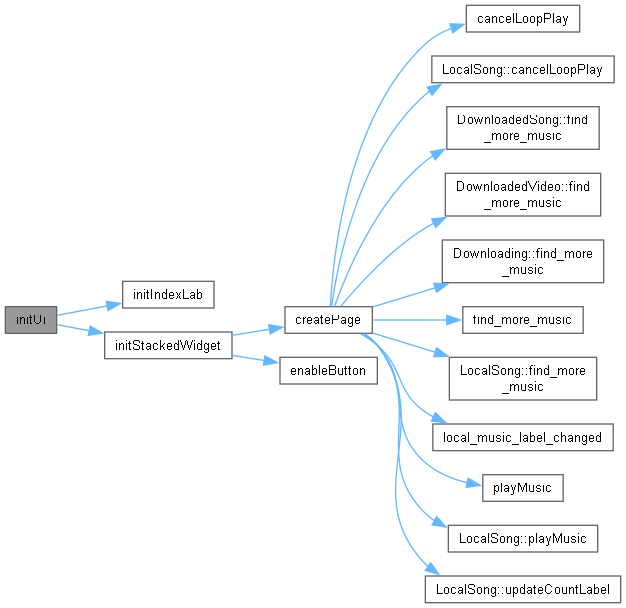 initUi
initIndexLab
initStackedWidget
createPage
enableButton
cancelLoopPlay
LocalSong::cancelLoopPlay
DownloadedSong::find
_more_music
DownloadedVideo::find
_more_music
Downloading::find_more
_music
find_more_music
LocalSong::find_more
_music
local_music_label_changed
playMusic
LocalSong::playMusic
LocalSong::updateCountLabel